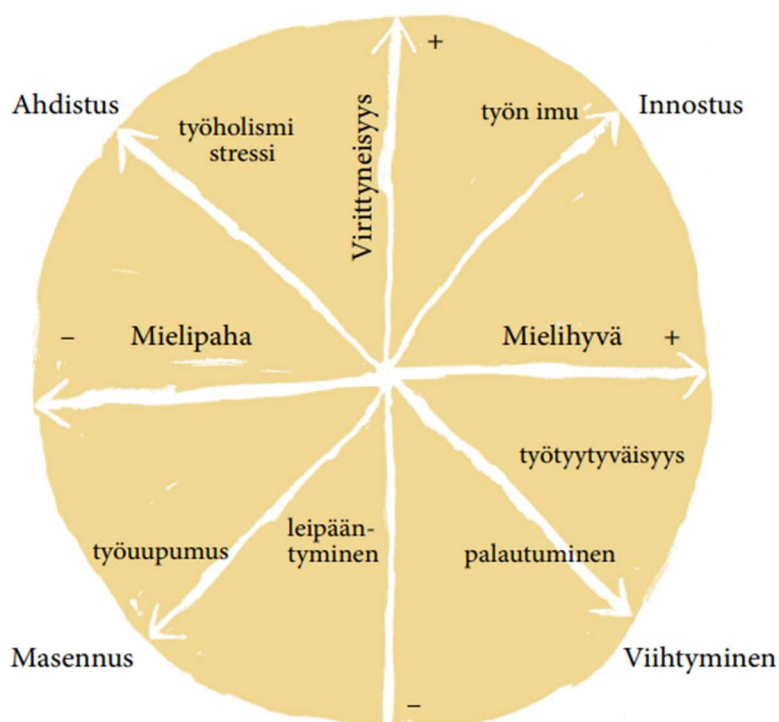 +
Ahdistus
Innostus
työholismi
stressi
Virittyneisyys
työn imu
–
Mielipaha
Mielihyvä
+
työtyytyväisyys
työuupumus
leipään-
tyminen
palautuminen
Masennus
Viihtyminen
–